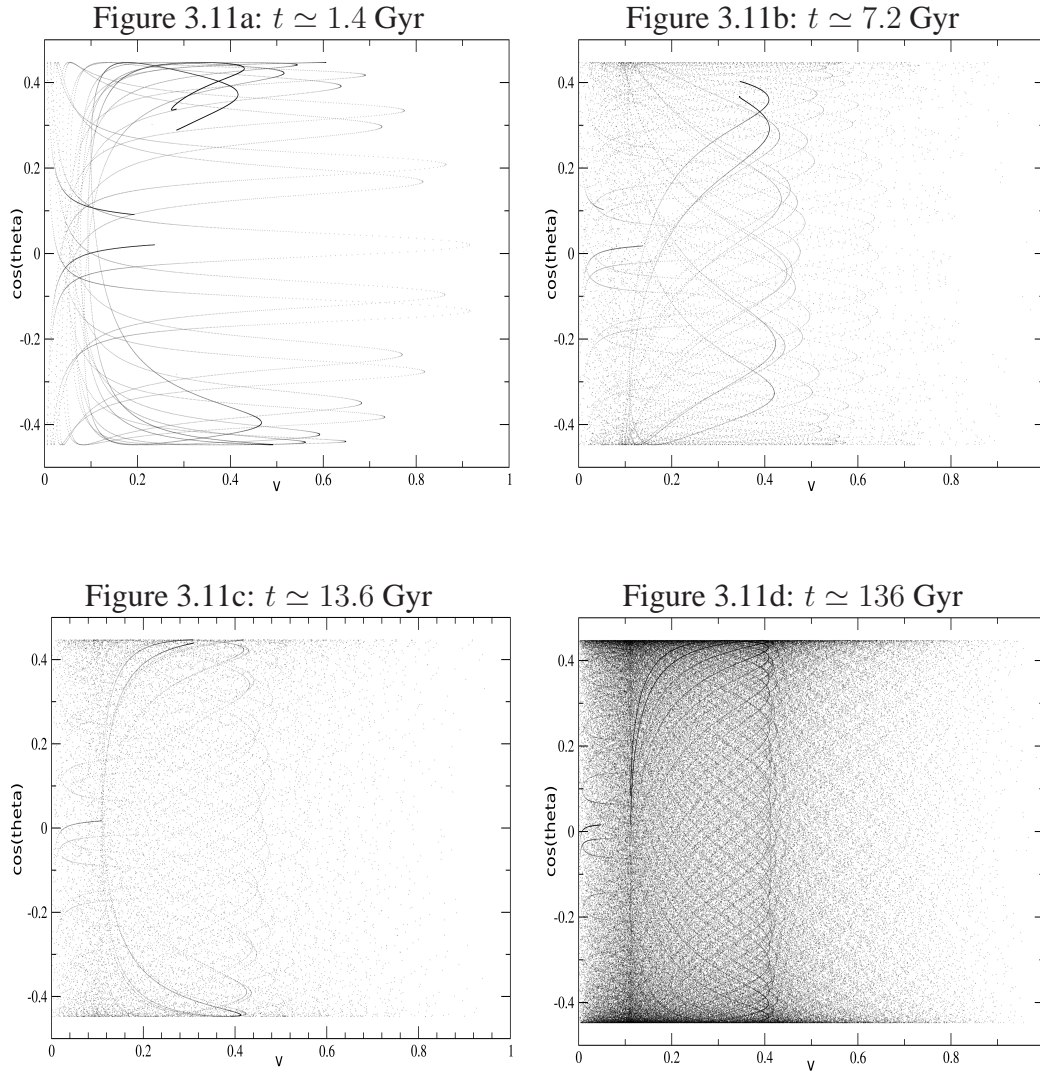 Figure 3.11a: t ≃ 1.4 Gyr
0.4
0.2
0
-0.2
-0.4
cos(theta)
0 0.2 0.4 0.6 0.8 1
v
Figure 3.11b: t ≃ 7.2 Gyr
0.4
0.2
0
-0.2
-0.4
cos(theta)
0 0.2 0.4 0.6 0.8
v
Figure 3.11c: t ≃ 13.6 Gyr
0.4
0.2
0
-0.2
-0.4
cos(theta)
0 0.2 0.4 0.6 0.8 1
v
Figure 3.11d: t ≃ 136 Gyr
0.4
0.2
0
-0.2
-0.4
cos(theta)
0 0.2 0.4 0.6 0.8
v